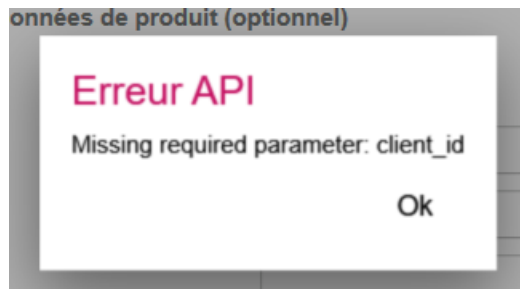 onnées de produit (optionnel)
Erreur API
Missing required parameter: client_id
Ok